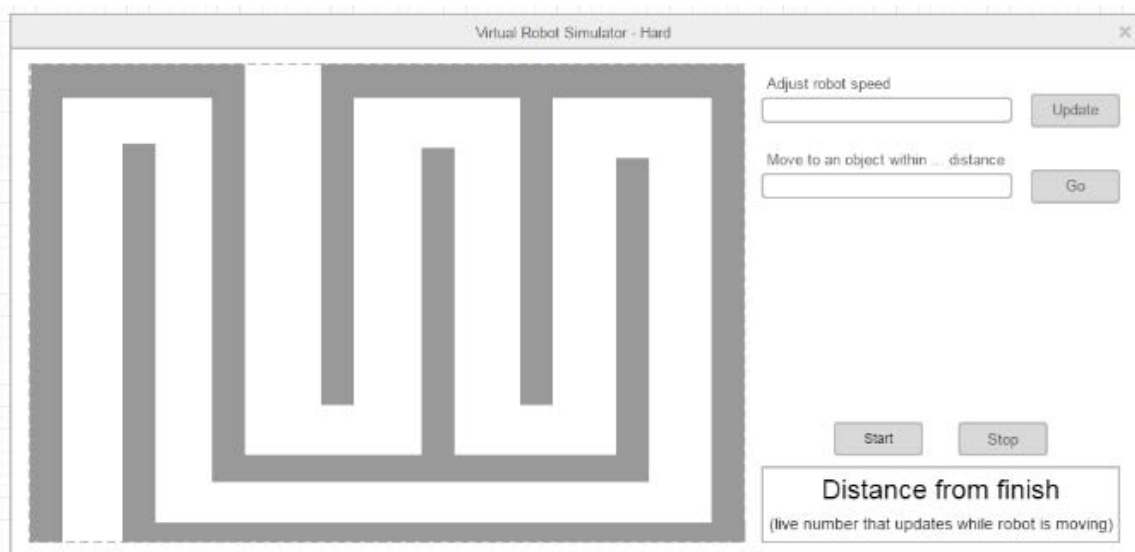 Virtual Robot Simulator - Hard
Adjust robot speed
Update
Move to an object within ... distance
Go
Start
Stop
Distance from finish
(live number that updates while robot is moving)